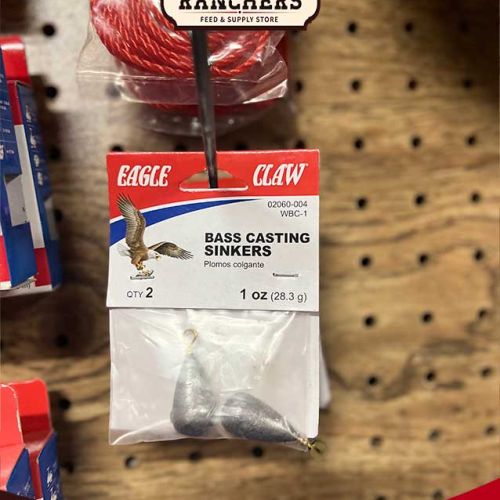 RANCHERS
FEED & SUPPLY STORE
EAGLE CLAW
02060-004
WBC-1
BASS CASTING
SINKERS
Plomos colgante
QTY 2
1 oz (28.3 g)